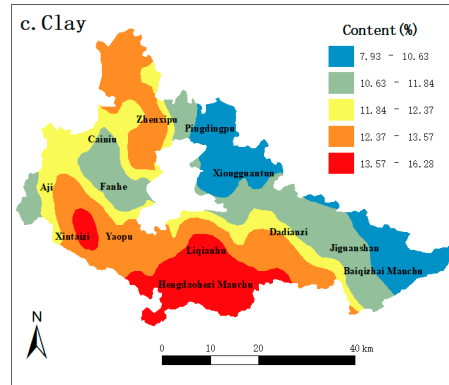 c. Clay
Content(%)
7.93 - 10.63
10.63 - 11.84
11.84 - 12.37
12.37 - 13.57
13.57 - 16.28
Zhenxipu
Pingdingpu
Cainiu
Xiongguantun
Fanhe
Aji
Xintaizi
Yaopu
Dadianzi
Liqianhu
Jiguanshan
Baiqizhai Manchu
Hengdaohezi Manchu
N
0 10 20 40 km